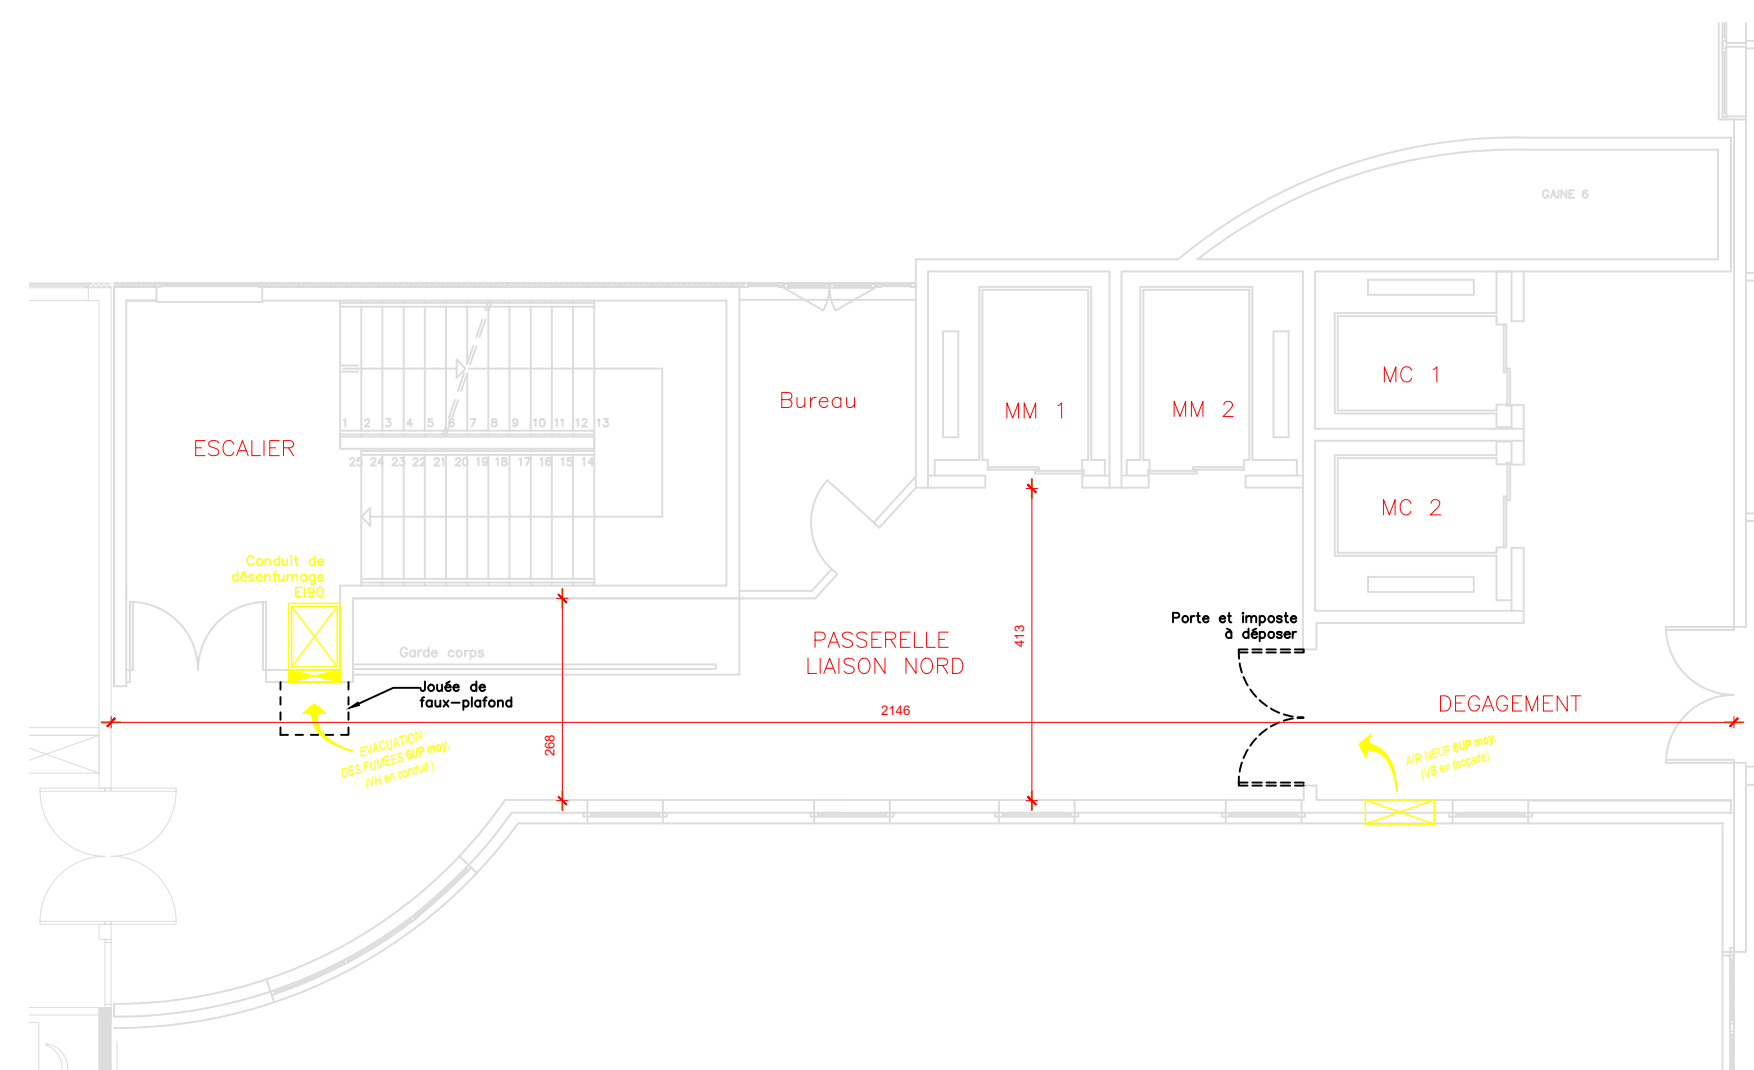 GAINE 6
MC 1
Bureau
MM 1
MM 2
1 2 3 4 5 6 7 8 9 10 11 12 13
ESCALIER
25 24 23 22 21 20 19 18 17 16 15 14
MC 2
Conduit de
désenfumage
EI90
Porte et imposte
à déposer
413
PASSERELLE
LIAISON NORD
Garde corps
Jouée de
faux-plafond
DEGAGEMENT
2146
268
EVACUATION
DES FUMÉES 6UP moy.
(VH en conduit)
AIR NEUF 6UP moy.
(VB en façcade)